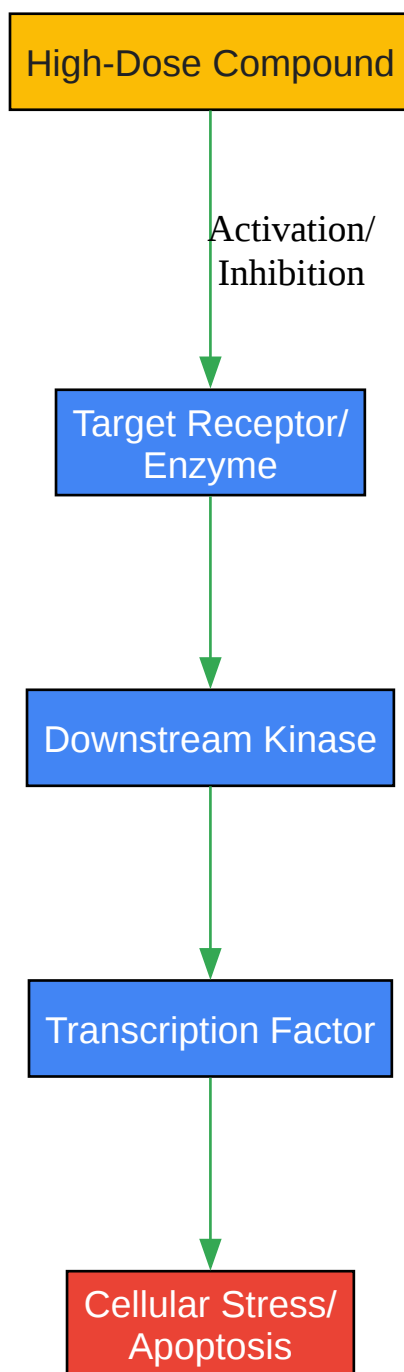 High-Dose Compound
Activation/
Inhibition
Target Receptor/
Enzyme
Downstream Kinase
Transcription Factor
Cellular Stress/
Apoptosis